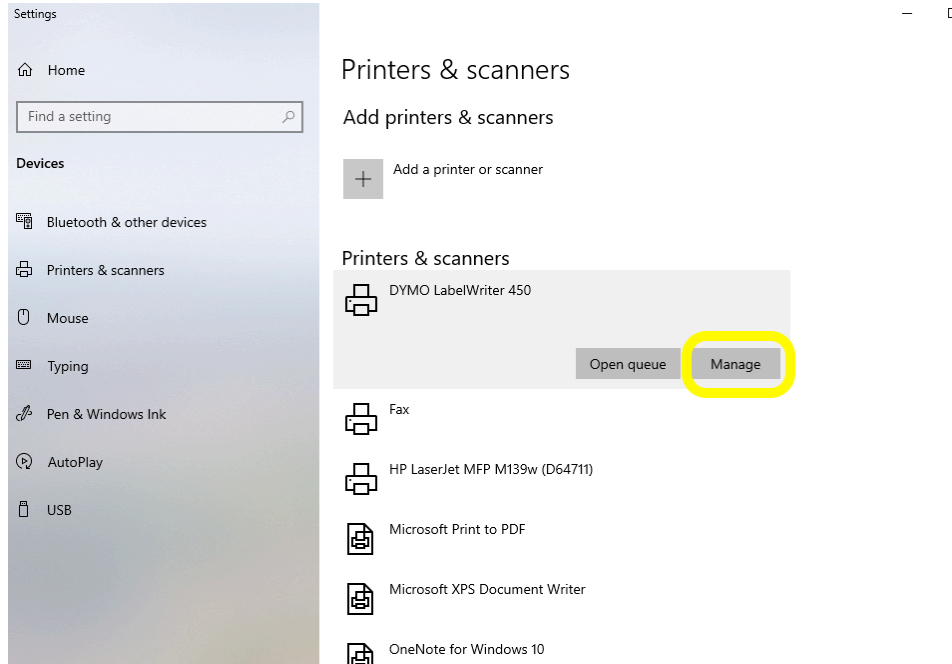 Settings
Home
Find a setting
Devices
Bluetooth & other devices
Printers & scanners
Mouse
Typing
Pen & Windows Ink
AutoPlay
USB
Printers & scanners
Add printers & scanners
Add a printer or scanner
Printers & scanners
DYMO LabelWriter 450
Open queue Manage
Fax
HP LaserJet MFP M139w (D64711)
Microsoft Print to PDF
Microsoft XPS Document Writer
OneNote for Windows 10